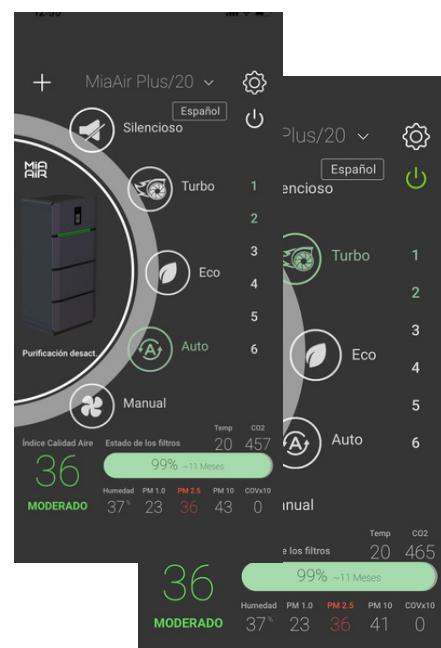 12:55
MiaAir Plus/20
Español
Silencioso
MIA
AIR
Turbo
1
2
Eco
3
4
5
Purificación desact.
Auto
6
Manual
Índice Calidad Aire
Estado de los filtros
Temp
CO2
20
457
36
99% ~11 Meses
MODERADO
Humedad
PM 1.0
PM 2.5
PM 10
COVx10
37%
23
36
43
0
Plus/20
Español
encioso
Turbo
1
2
3
Eco
4
5
Auto
6
nual
e los filtros
Temp
CO2
20
465
36
99% ~11 Meses
MODERADO
Humedad
PM 1.0
PM 2.5
PM 10
COVx10
37%
23
36
41
0